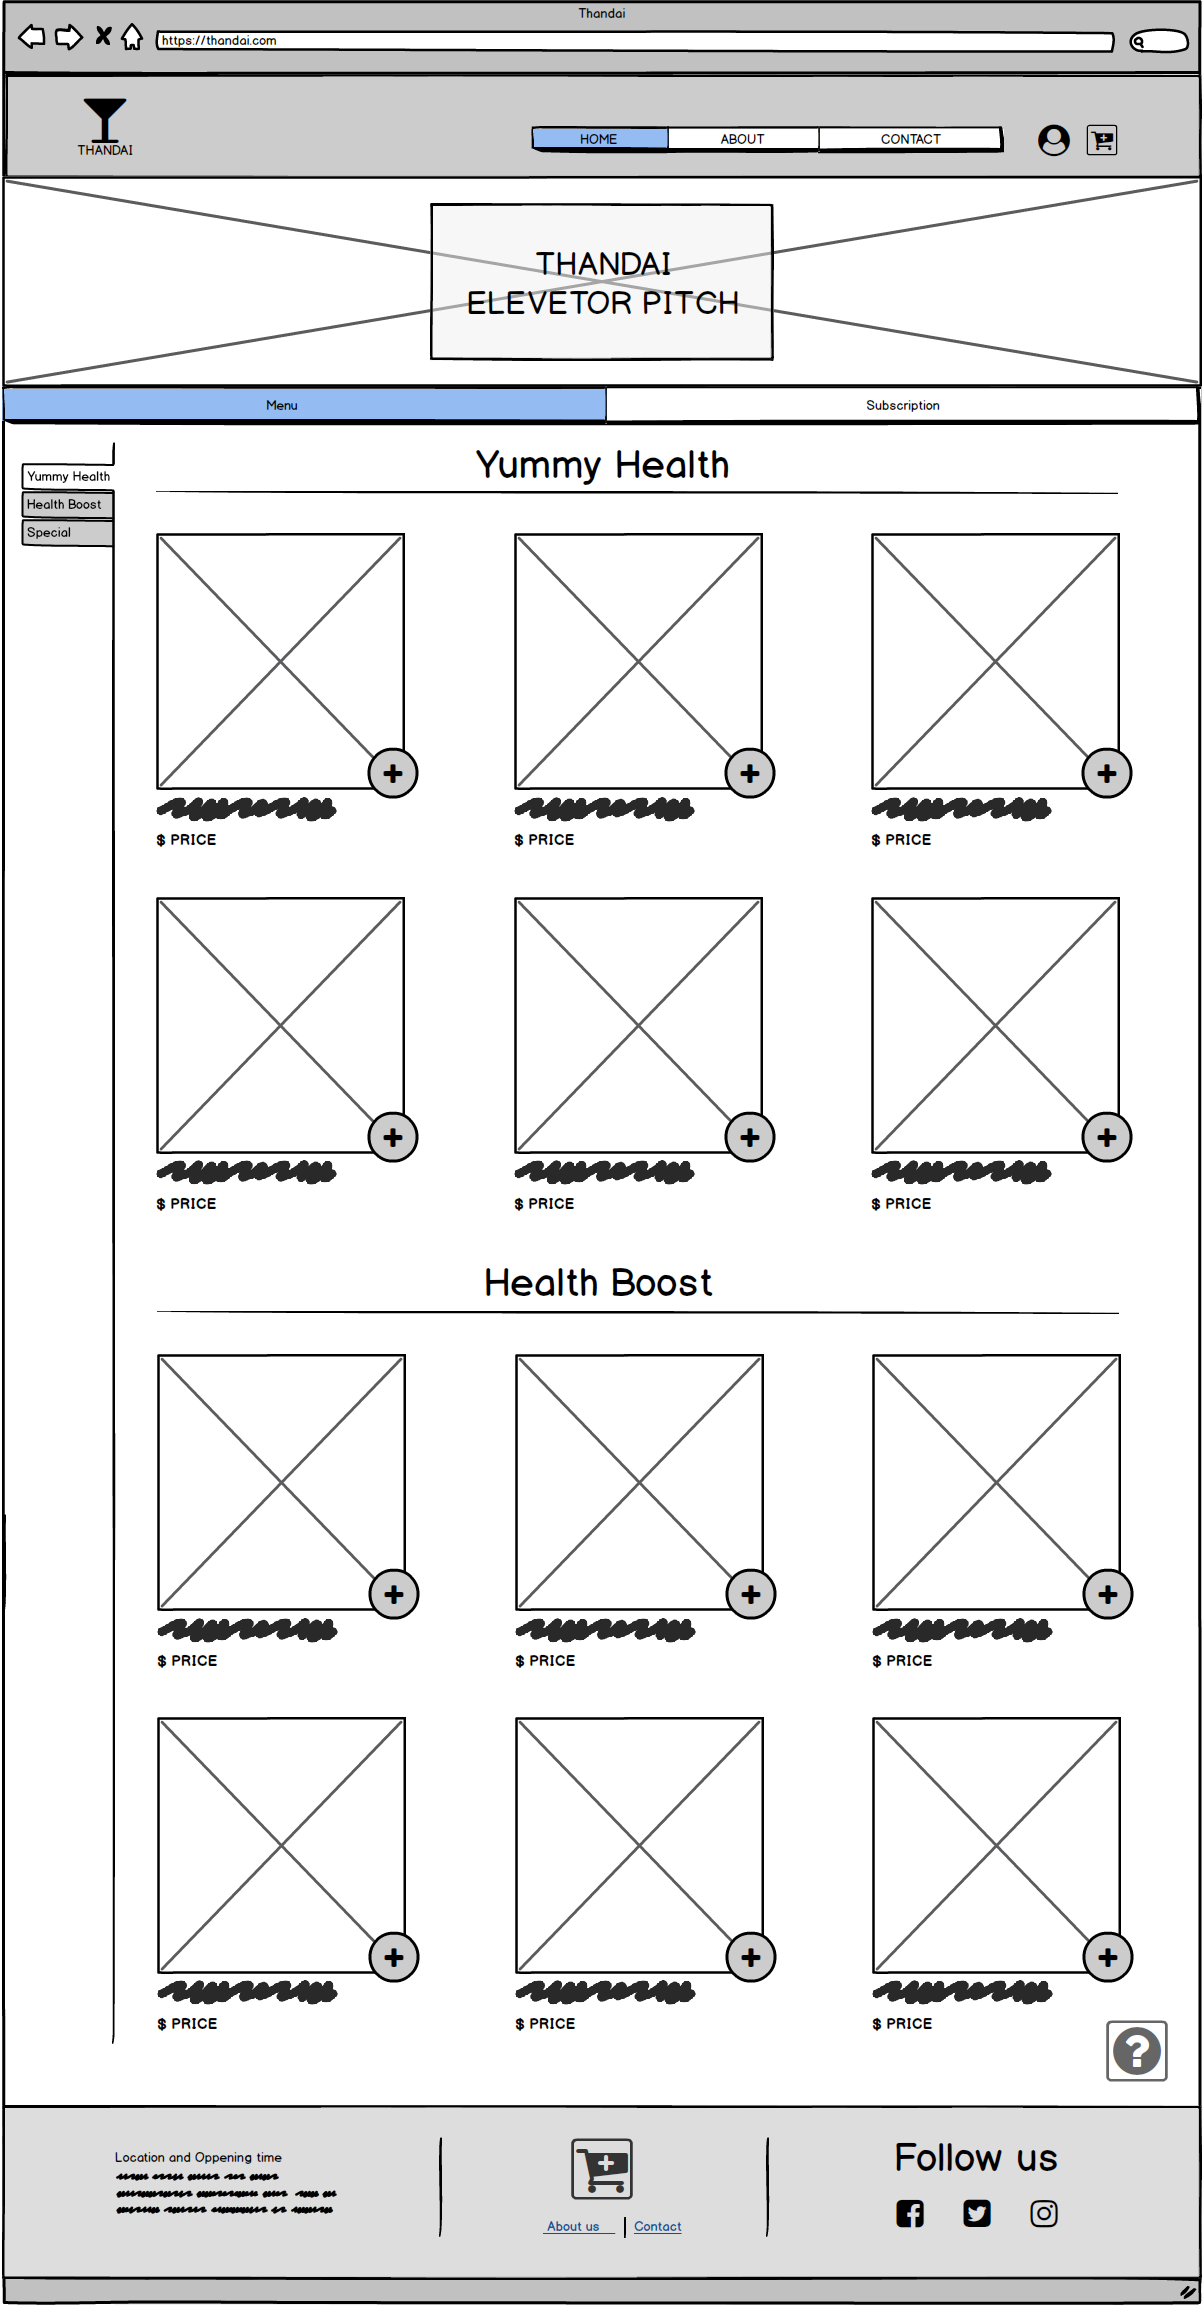 Thandai
https://thandai.com
THANDAI
HOME
ABOUT
CONTACT
THANDAI
ELEVETOR PITCH
Menu
Subscription
Yummy Health
Health Boost
Special
Yummy Health
$ PRICE
$ PRICE
$ PRICE
$ PRICE
$ PRICE
$ PRICE
Health Boost
$ PRICE
$ PRICE
$ PRICE
$ PRICE
$ PRICE
$ PRICE
?
Location and Oppening time
About us
Contact
Follow us